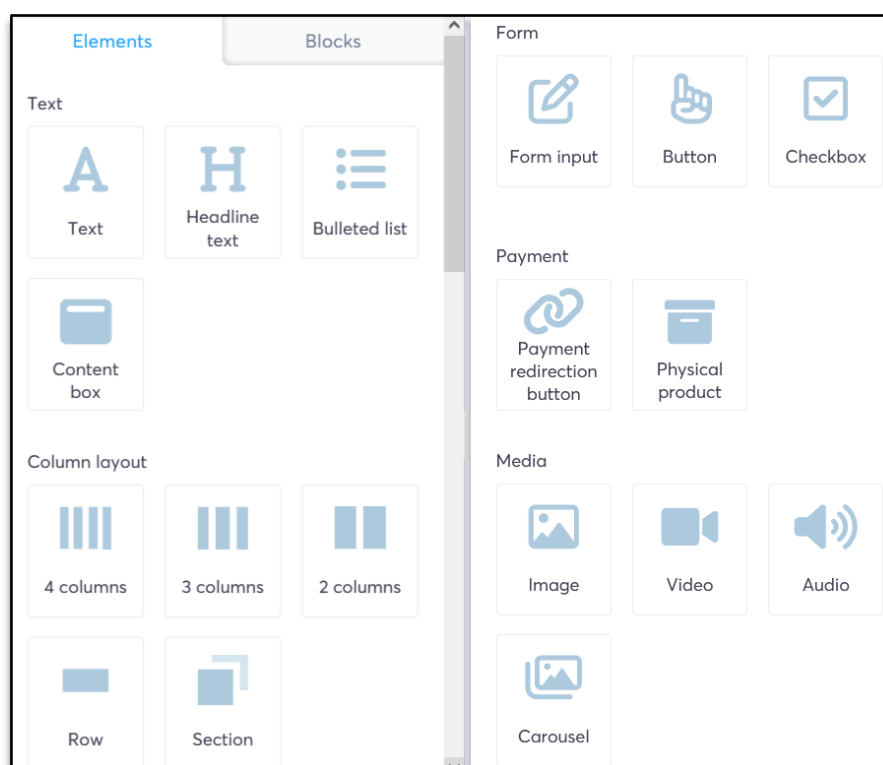 Elements
Blocks
Text
Text
Headline
text
Bulleted list
Content
box
Column layout
4 columns
3 columns
2 columns
Row
Section
Form
Form input
Button
Checkbox
Payment
Payment
redirection
button
Physical
product
Media
Image
Video
Audio
Carousel